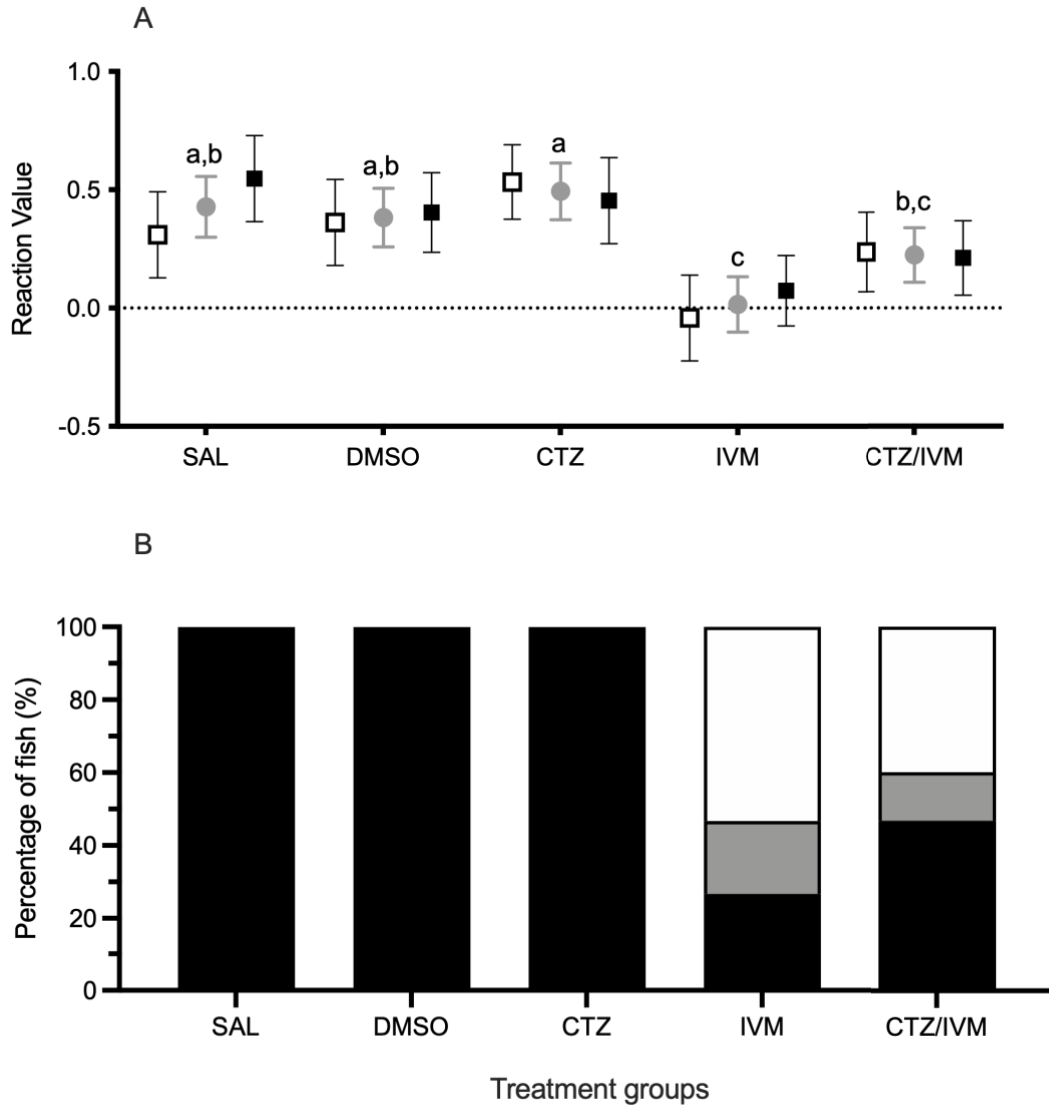 A
Reaction Value
1.0
0.5
0.0
-0.5
a,b
a,b
a
c
b,c
SAL DMSO CTZ IVM CTZ/IVM
B
Percentage of fish (%)
100
80
60
40
20
0
SAL DMSO CTZ IVM CTZ/IVM
Treatment groups